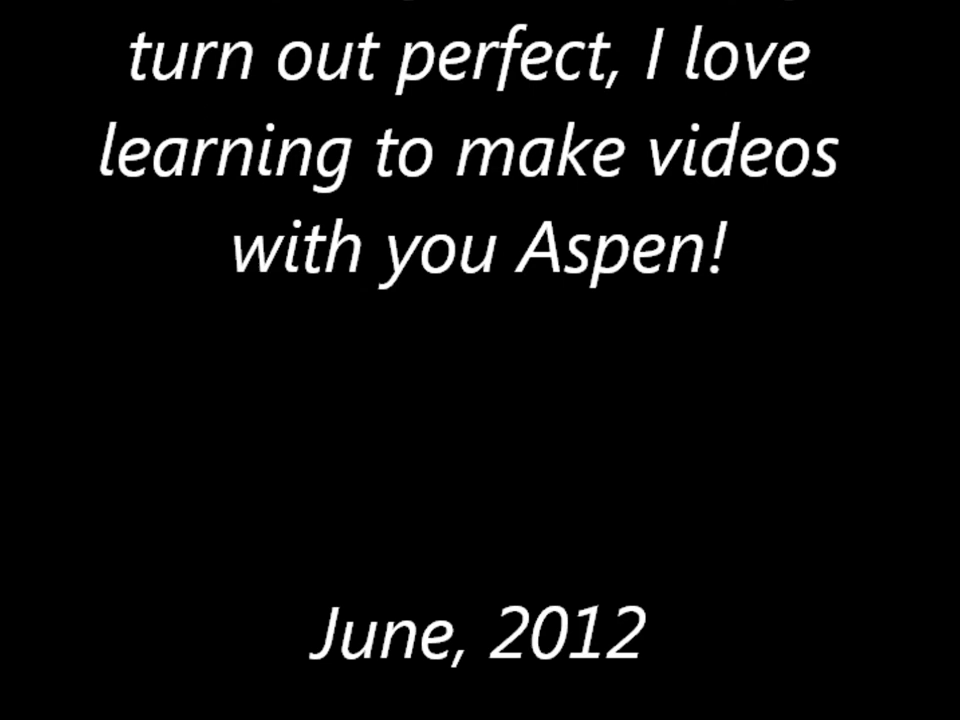 turn out perfect, I love
learning to make videos
with you Aspen!
June, 2012